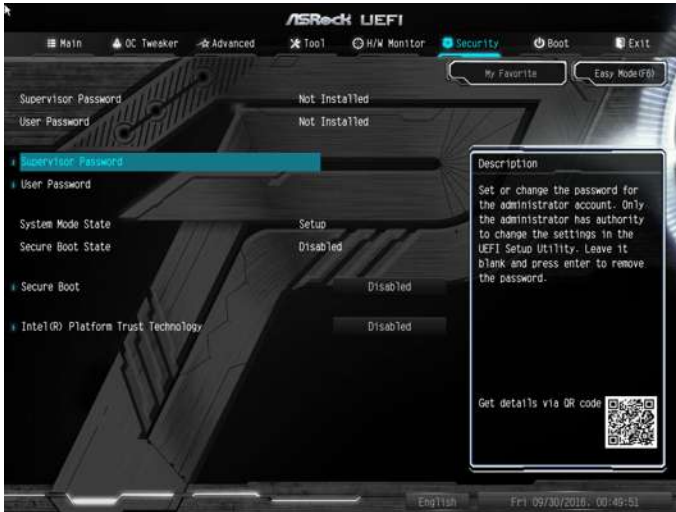 ASRock UEFI
Main OC Tweaker Advanced Tool H/W Monitor Security Boot Exit
My Favorite Easy Mode(F6)
Supervisor Password Not Installed
User Password Not Installed
Supervisor Password
User Password
System Mode State Setup
Secure Boot State Disabled
Secure Boot Disabled
Intel(R) Platform Trust Technology Disabled
Description
Set or change the password for
the administrator account. Only
the administrator has authority
to change the settings in the
UEFI Setup Utility. Leave it
blank and press enter to remove
the password.
Get details via QR code
English Fri 09/30/2016. 00:49:51